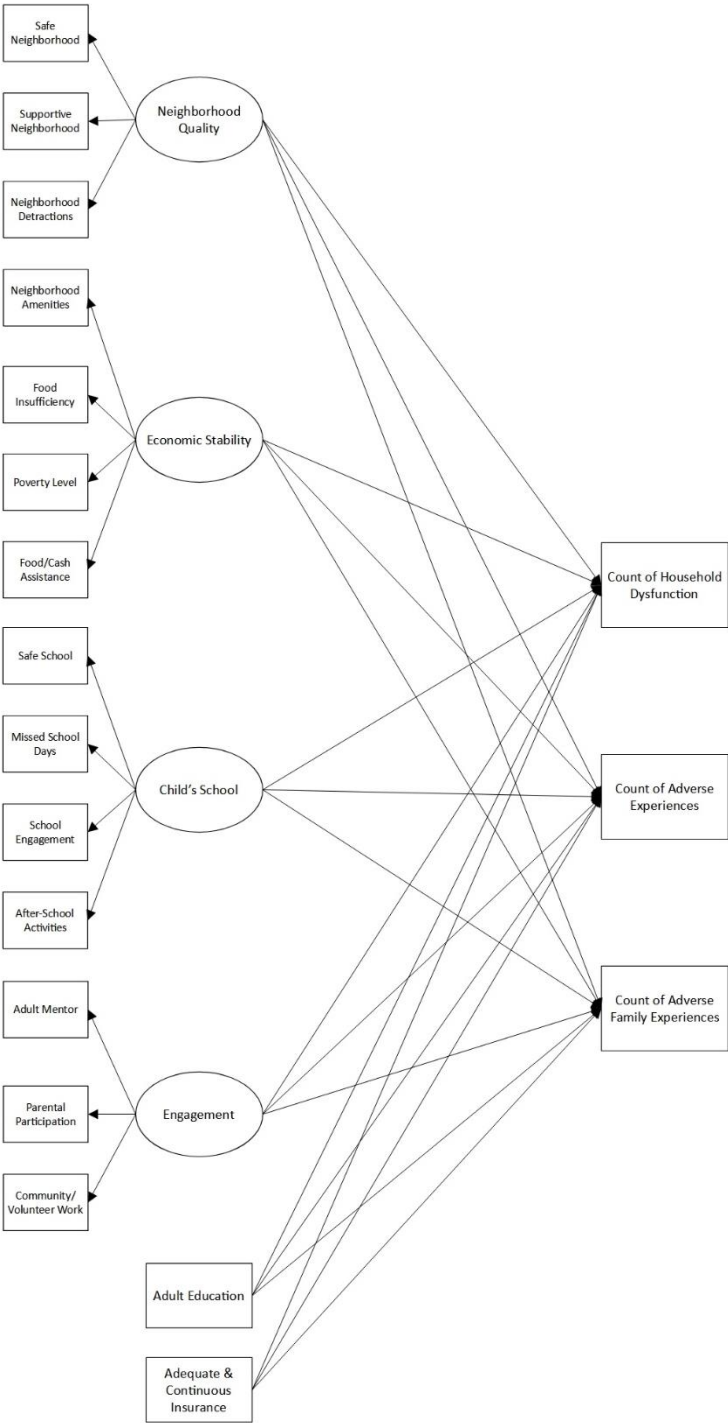 Safe
Neighborhood
Supportive
Neighborhood
Neighborhood
Detractions
Neighborhood
Amenities
Food
Insufficiency
Poverty Level
Food/Cash
Assistance
Safe School
Missed School
Days
School
Engagement
After-School
Activities
Adult Mentor
Parental
Participation
Community/
Volunteer Work
Neighborhood
Quality
Economic Stability
Child's School
Engagement
Adult Education
Adequate &
Continuous
Insurance
Count of Household
Dysfunction
Count of Adverse
Experiences
Count of Adverse
Family Experiences